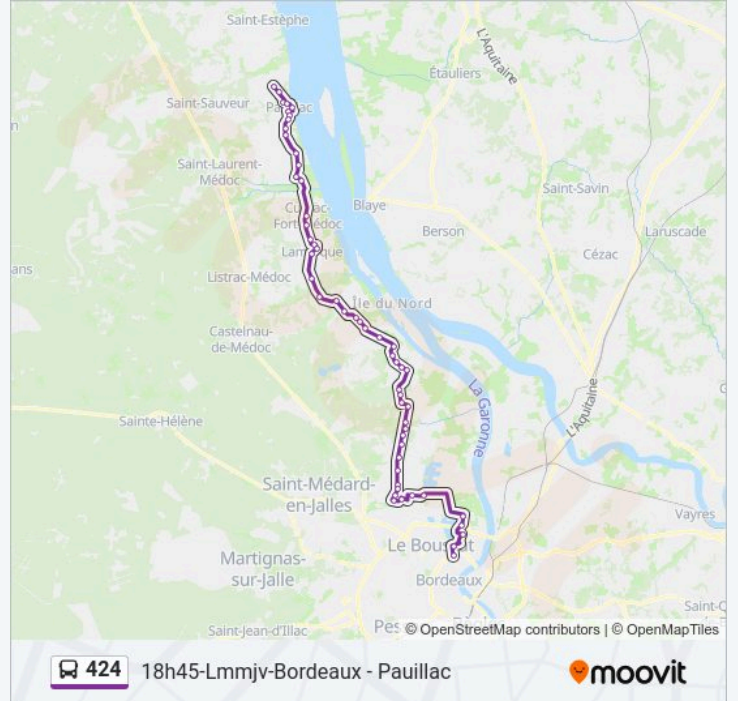 Saint-Estèphe
L'Aquitaine
Étauliers
Saint-Sauveur
n
Saint-Laurent-
Médoc
Saint-Savin
Blaye
Berson
Laruscade
Cézac
ans
Listrac-Médoc
Île du Nord
Castelnau-
de-Médoc
La Garonne
L'Aquitaine
Sainte-Hélène
Saint-Médard-
en-Jalles
Vayres
Martignas-
sur-Jalle
Bordeaux
Saint-Jean-d'Illac
Pes
© OpenStreetMap contributors | © OpenMapTiles
424
18h45-Lmmjv-Bordeaux - Pauillac
moovit